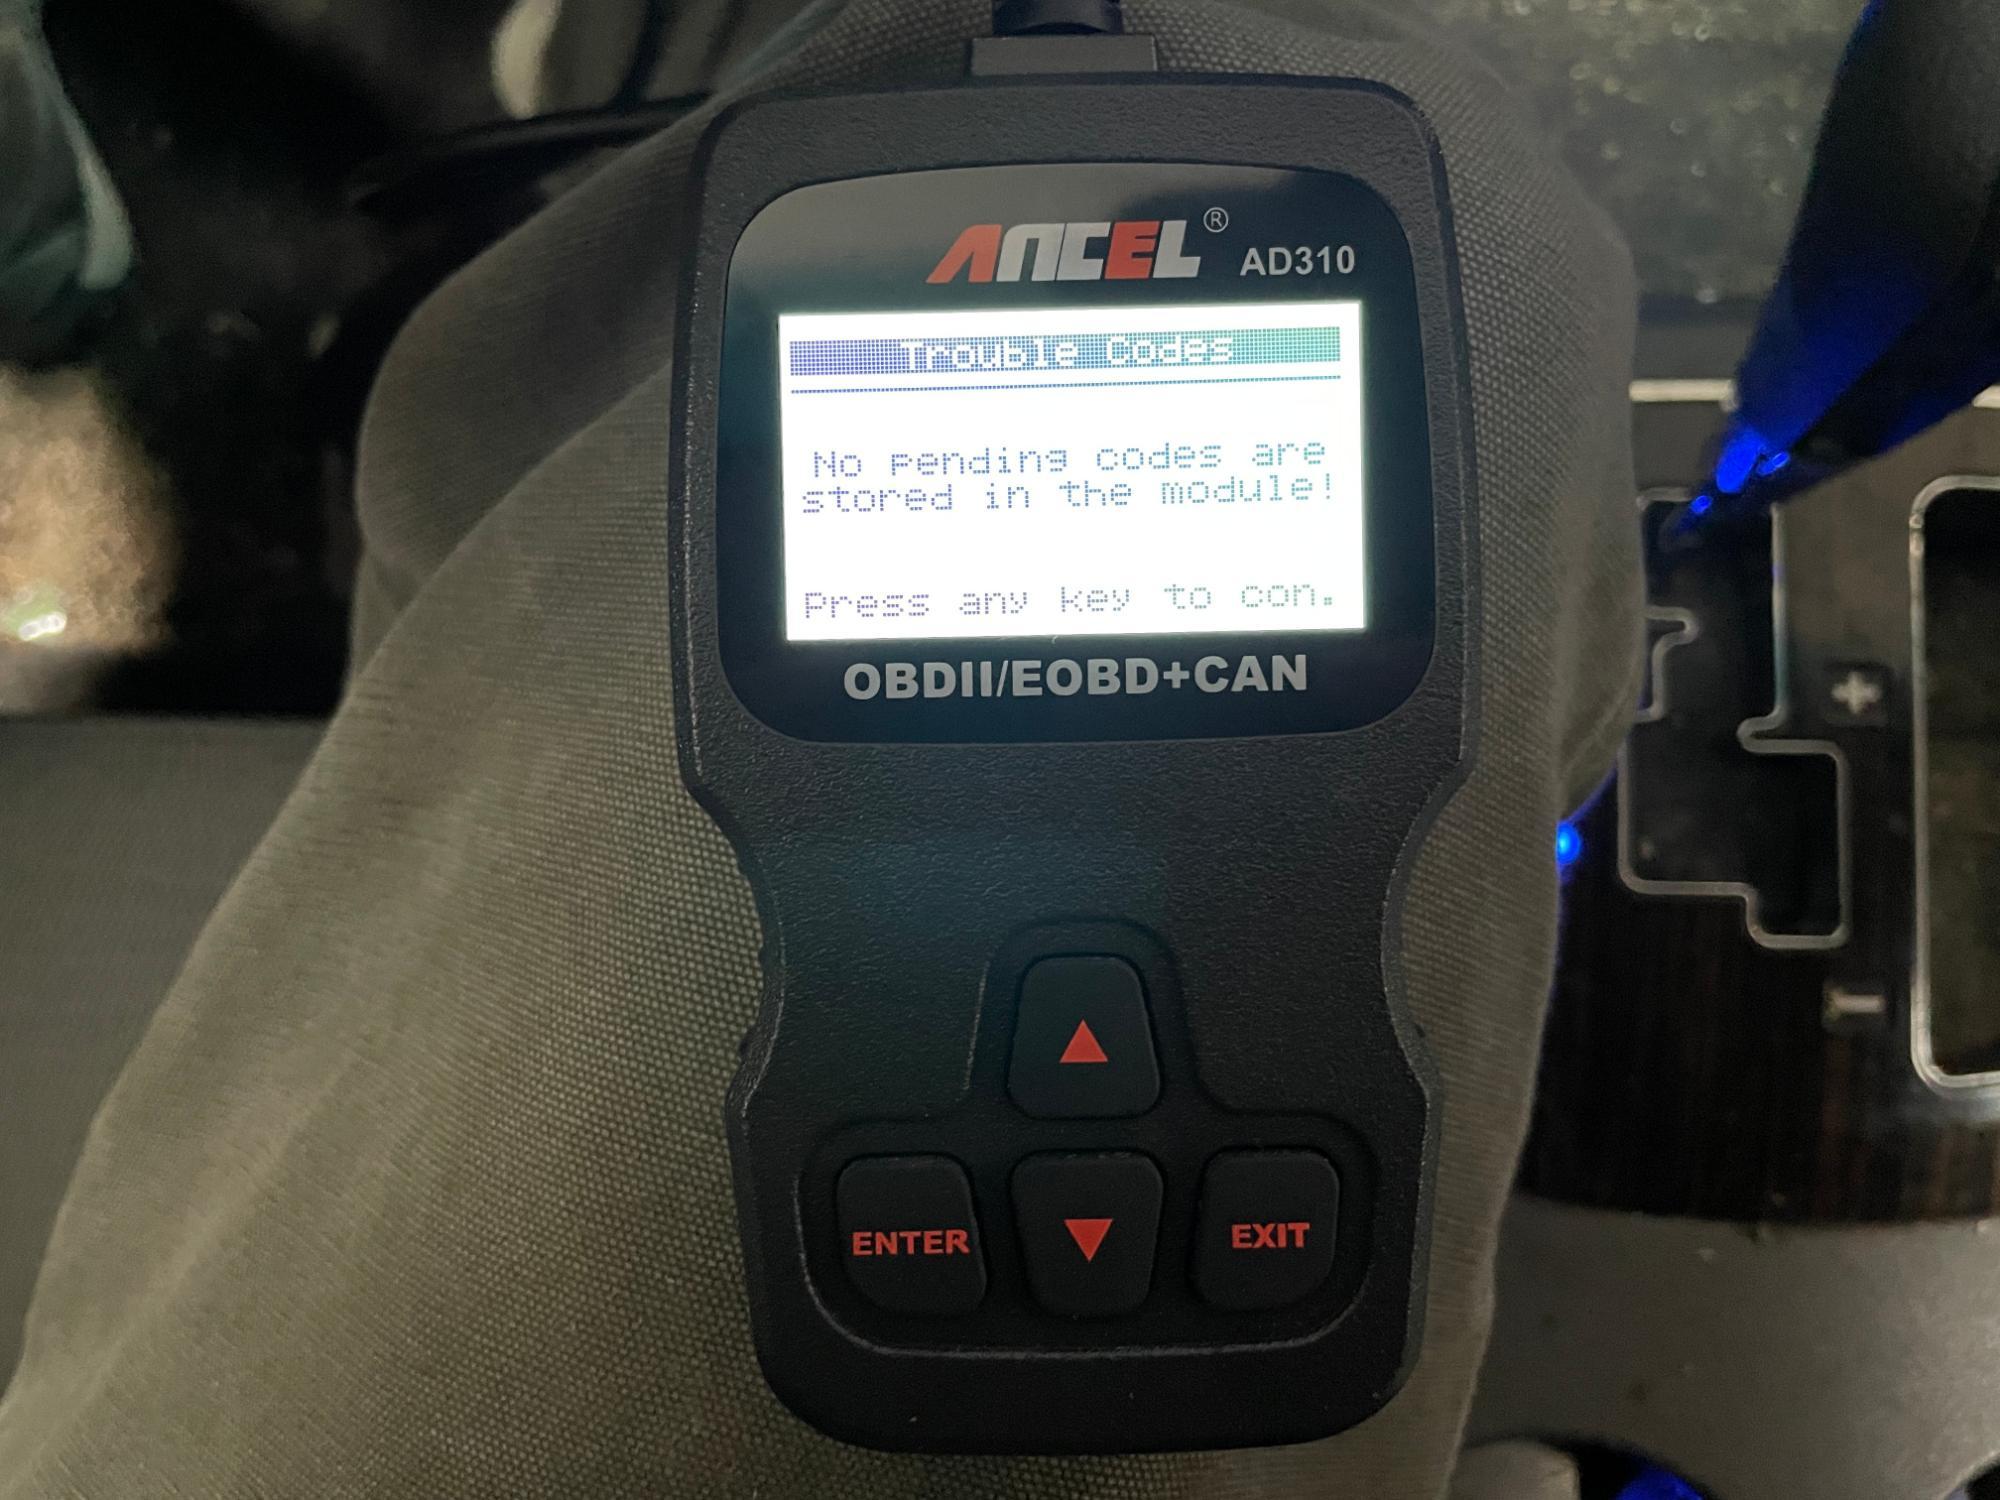 ANCEL® AD310
Trouble Codes
No pending codes are
stored in the module!
Press any key to con.
OBDII/EOBD+CAN
ENTER
EXIT
+
-